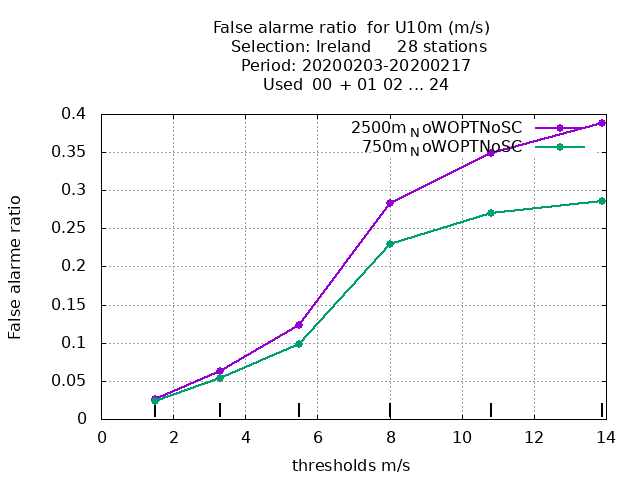 False alarme ratio  for U10m (m/s)
Selection: Ireland     28 stations
Period: 20200203-20200217
Used  00 + 01 02 ... 24
False alarme ratio
0.4
0.35
0.3
0.25
0.2
0.15
0.1
0.05
0
2500m_NoWOPTNoSC
750m_NoWOPTNoSC
0 2 4 6 8 10 12 14
thresholds m/s